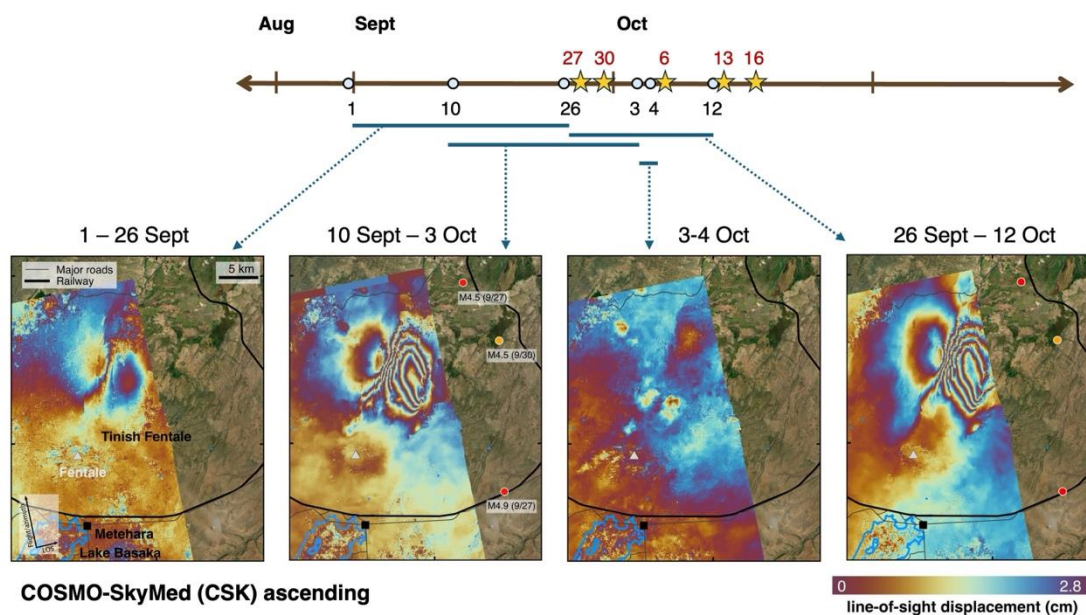 Aug Sept Oct
27 30 6 13 16
1 10 26 3 4 12
1 – 26 Sept
10 Sept – 3 Oct
3-4 Oct
26 Sept – 12 Oct
Major roads
Railway
5 km
Tinish Fentale
Fentale
Metehara
Lake Basaka
LOS
M4.5 (9/27)
M4.5 (9/30)
M4.9 (9/27)
COSMO-SkyMed (CSK) ascending
0 2.8
line-of-sight displacement (cm)